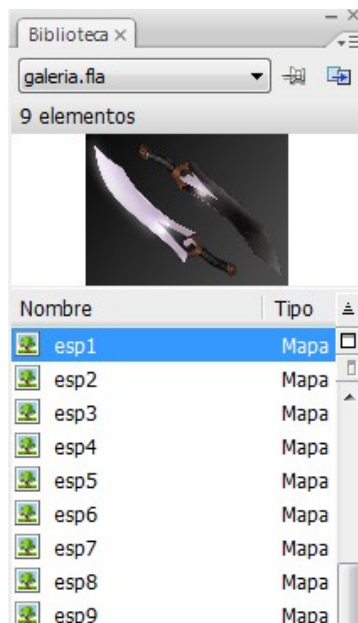 Biblioteca ×
galeria.fla
9 elementos
Nombre Tipo
esp1 Mapa
esp2 Mapa
esp3 Mapa
esp4 Mapa
esp5 Mapa
esp6 Mapa
esp7 Mapa
esp8 Mapa
esp9 Mapa